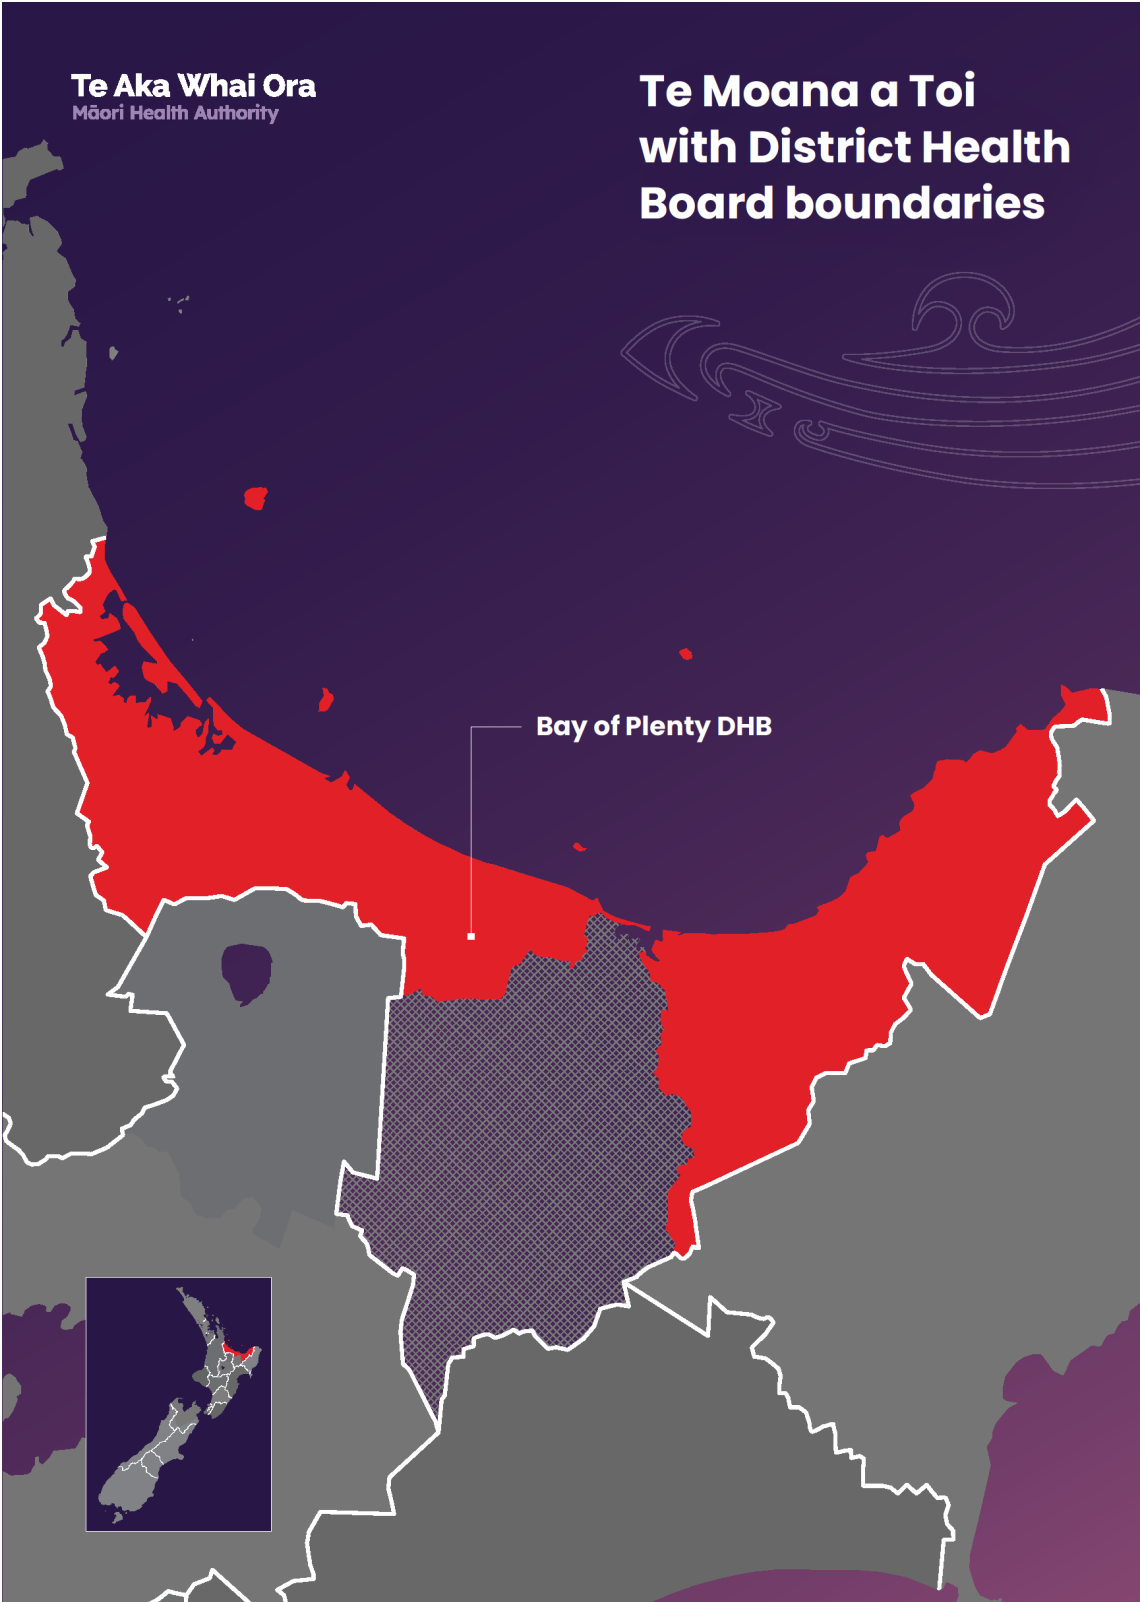 Te Aka Whai Ora
Māori Health Authority
Te Moana a Toi
with District Health
Board boundaries
Bay of Plenty DHB